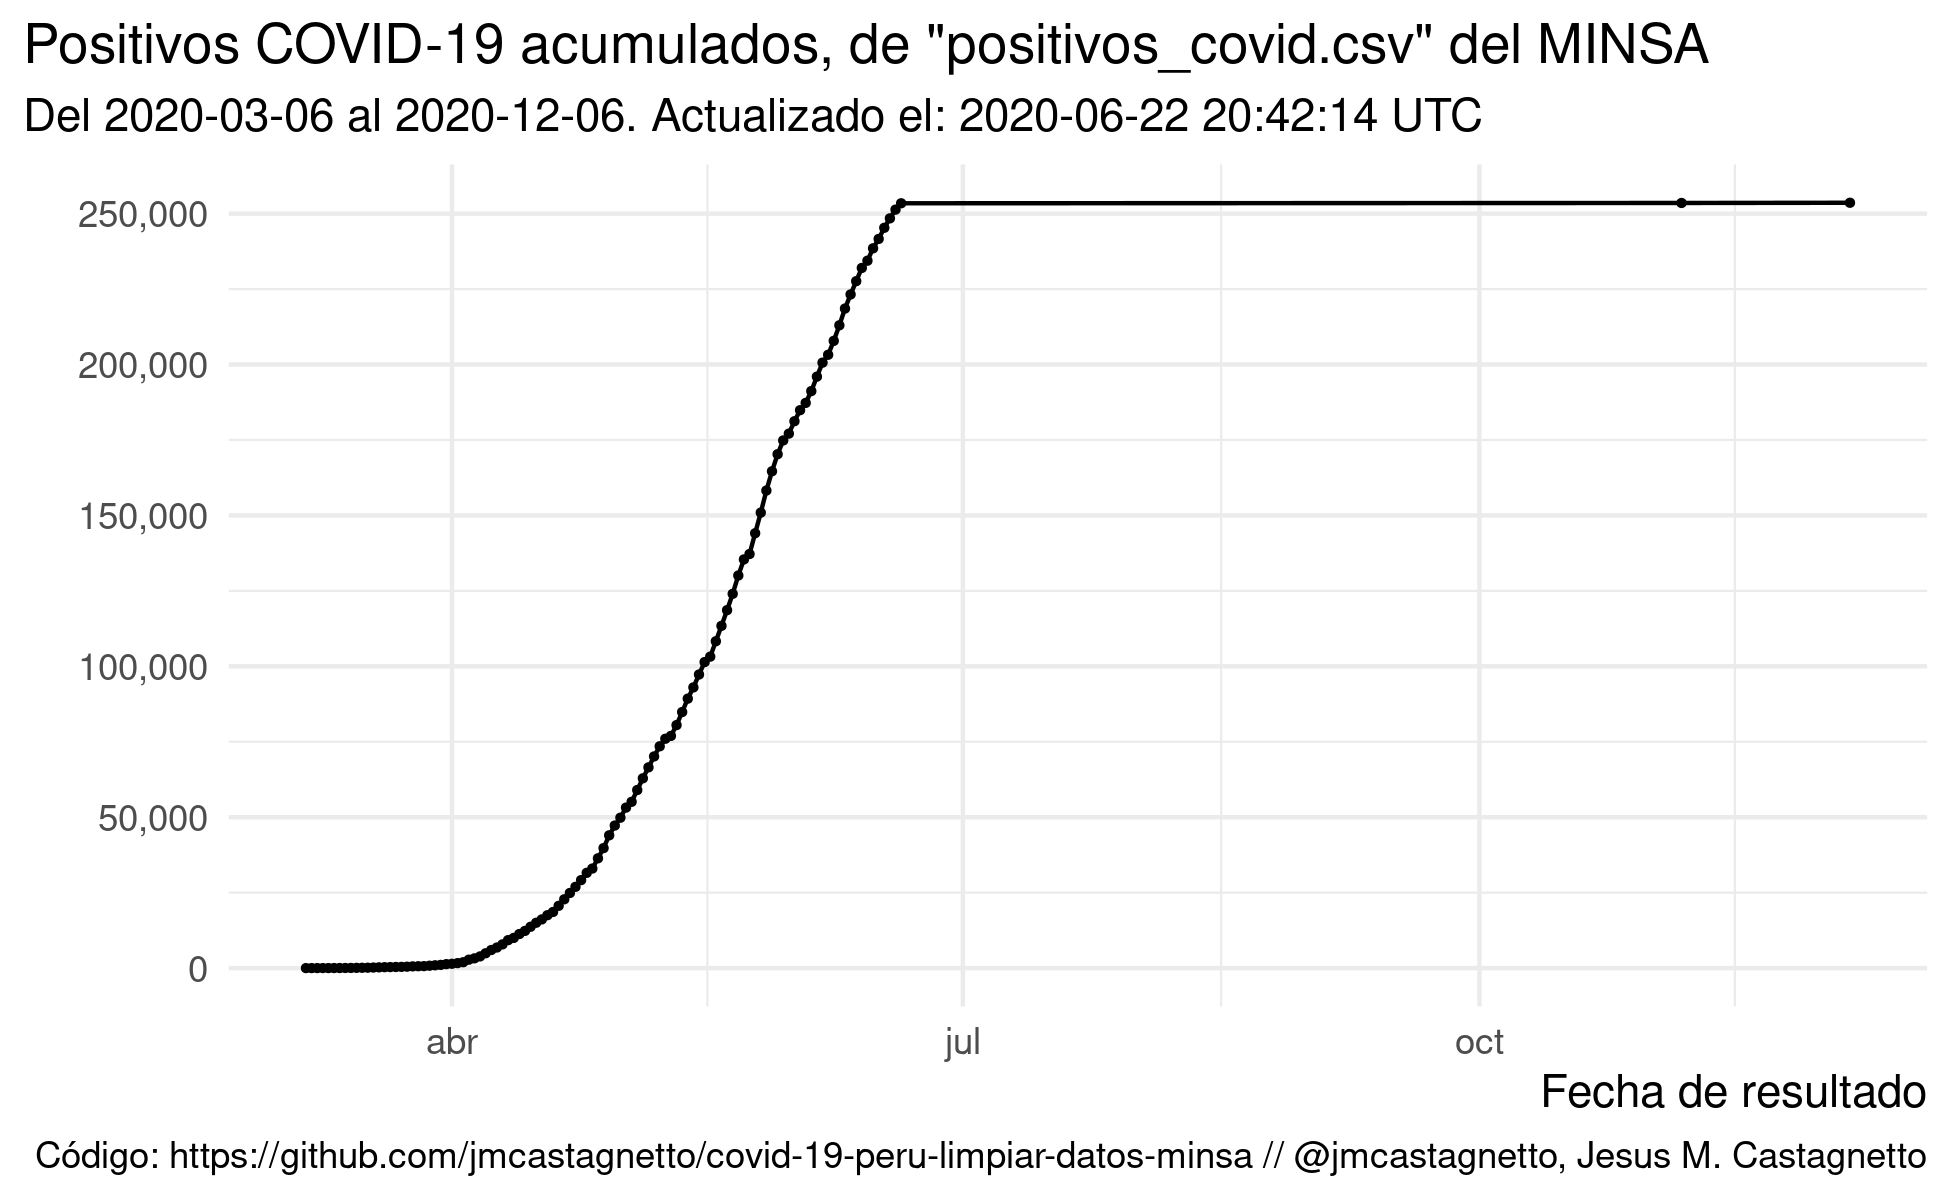 Positivos COVID-19 acumulados, de "positivos_covid.csv" del MINSA
Del 2020-03-06 al 2020-12-06. Actualizado el: 2020-06-22 20:42:14 UTC
250,000
200,000
150,000
100,000
50,000
0
abr jul oct
Fecha de resultado
Código: https://github.com/jmcastagnetto/covid-19-peru-limpiar-datos-minsa // @jmcastagnetto, Jesus M. Castagnetto